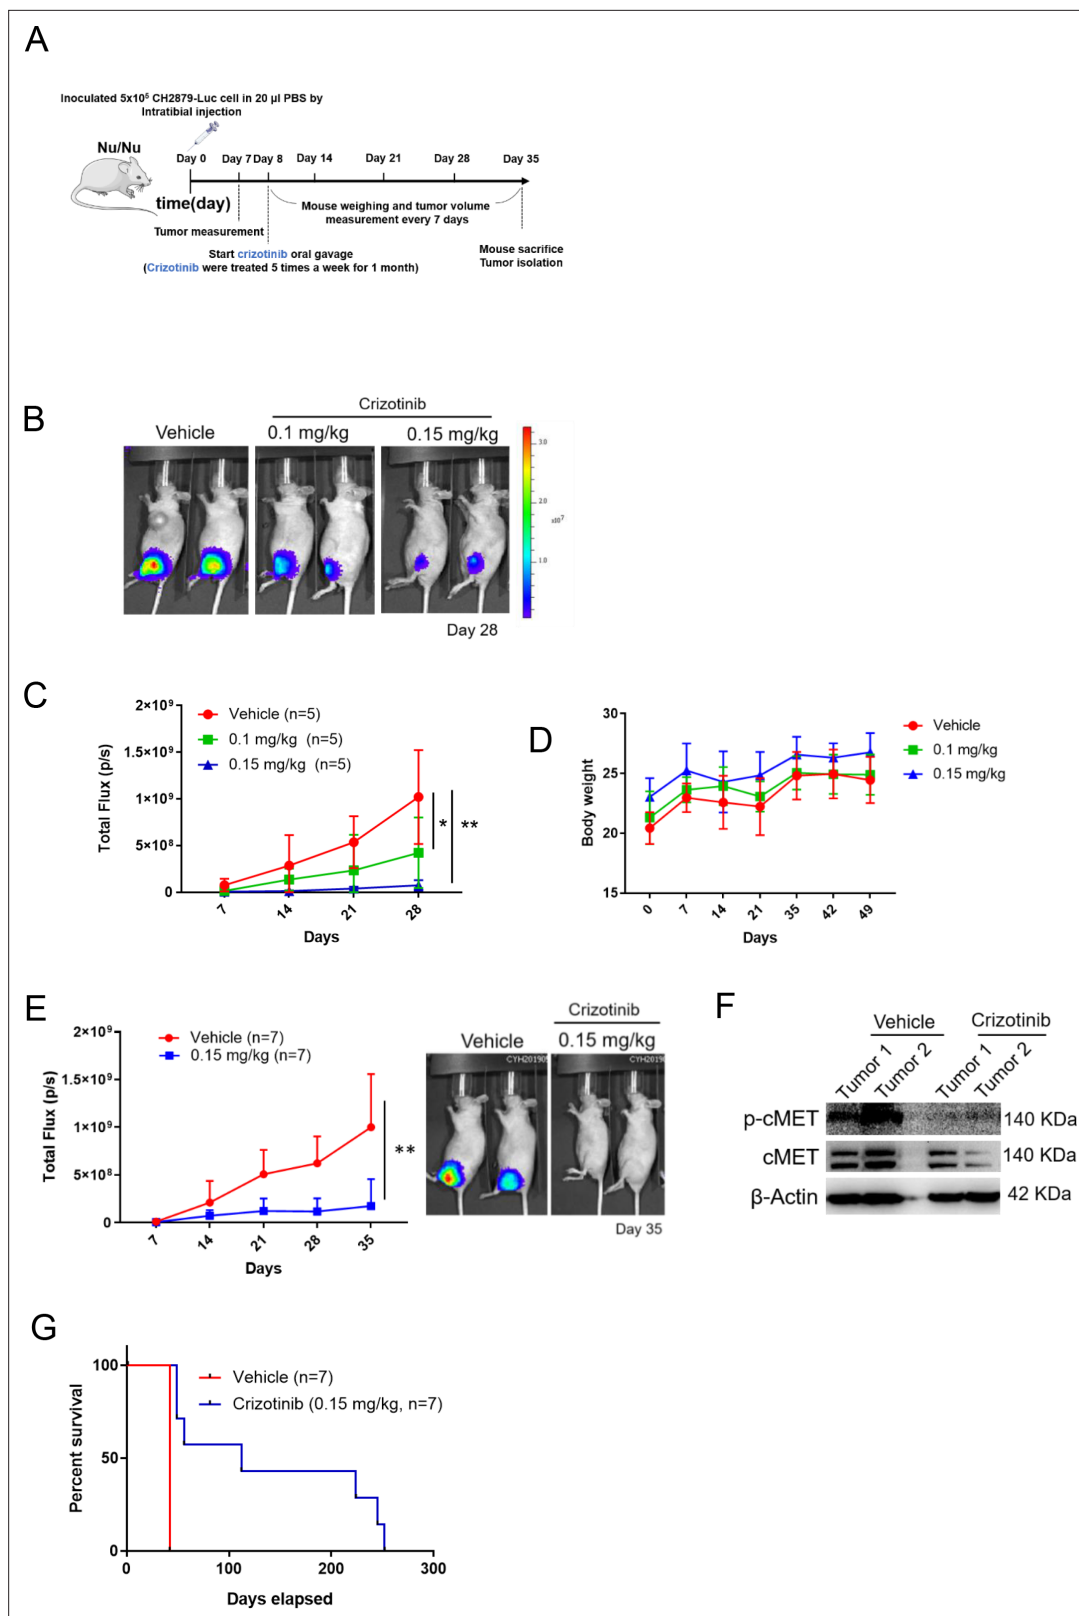 A
Inoculated 5x10⁵ CH2879-Luc cell in 20 µl PBS by
Intratibial injection
Nu/Nu
Day 0
Day 7
Day 8
Day 14
Day 21
Day 28
Day 35
time(day)
Mouse weighing and tumor volume
measurement every 7 days
Tumor measurement
Start crizotinib oral gavage
(Crizotinib were treated 5 times a week for 1 month)
Mouse sacrifice
Tumor isolation
B
Crizotinib
Vehicle
0.1 mg/kg
0.15 mg/kg
3.0
2.0
x10⁷
1.0
Day 28
C
Total Flux (p/s)
2×10⁹
1.5×10⁹
1×10⁹
5×10⁸
0
Vehicle (n=5)
0.1 mg/kg (n=5)
0.15 mg/kg (n=5)
*
**
7
14
21
28
Days
D
Body weight
30
25
20
15
Vehicle
0.1 mg/kg
0.15 mg/kg
0
7
14
21
35
42
49
Days
E
Total Flux (p/s)
2×10⁹
1.5×10⁹
1×10⁹
5×10⁸
0
Vehicle (n=7)
0.15 mg/kg (n=7)
**
7
14
21
28
35
Days
Crizotinib
Vehicle
0.15 mg/kg
Day 35
F
Vehicle
Crizotinib
Tumor 1
Tumor 2
Tumor 1
Tumor 2
p-cMET
140 KDa
cMET
140 KDa
β-Actin
42 KDa
G
Percent survival
100
50
0
Vehicle (n=7)
Crizotinib (0.15 mg/kg, n=7)
0
100
200
300
Days elapsed